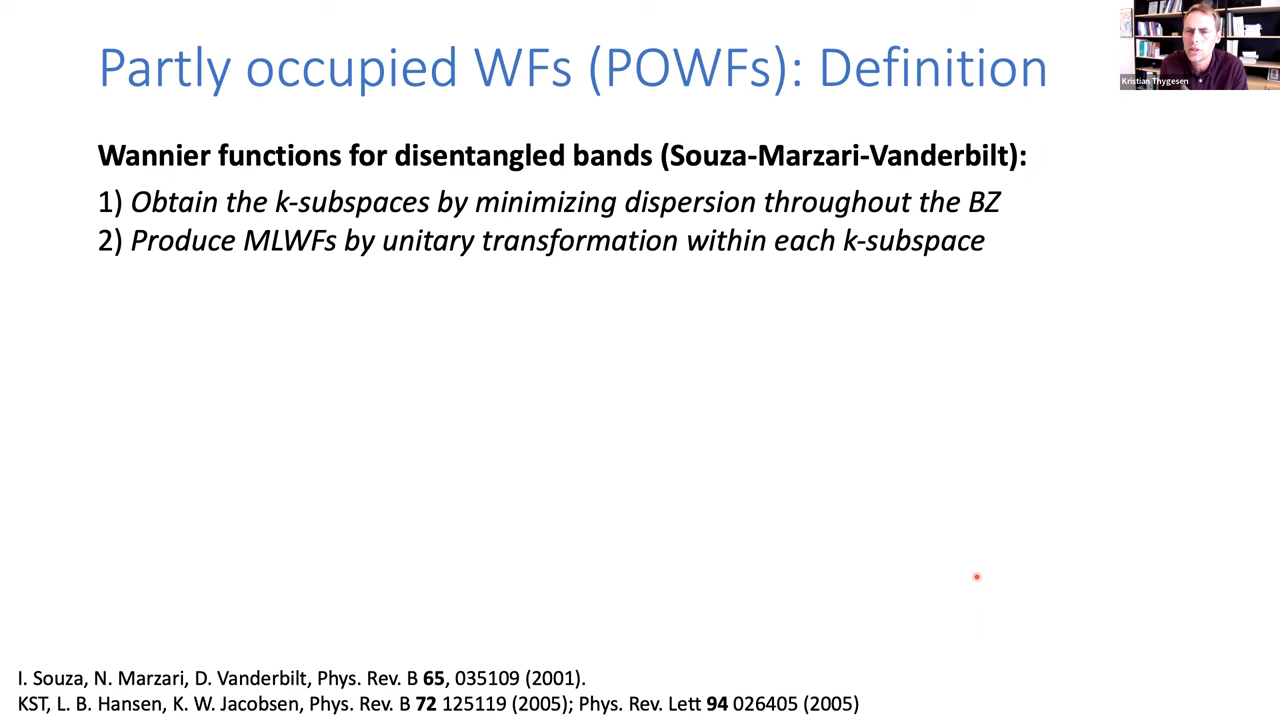 Partly occupied WFs (POWFs): Definition
Kristian Thygesen
Wannier functions for disentangled bands (Souza-Marzari-Vanderbilt):
1) Obtain the k-subspaces by minimizing dispersion throughout the BZ
2) Produce MLWFs by unitary transformation within each k-subspace
I. Souza, N. Marzari, D. Vanderbilt, Phys. Rev. B 65, 035109 (2001).
KST, L. B. Hansen, K. W. Jacobsen, Phys. Rev. B 72 125119 (2005); Phys. Rev. Lett 94 026405 (2005)